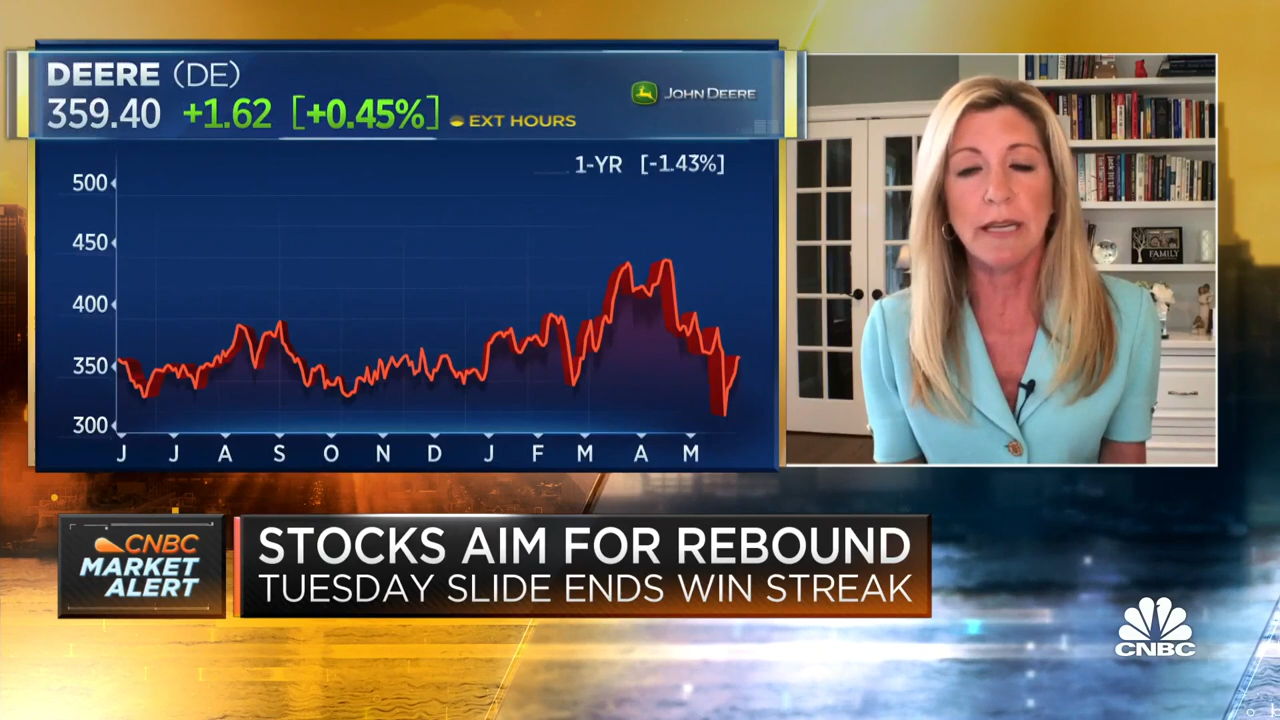 DEERE (DE)
359.40 +1.62 [+0.45%] EXT HOURS
JOHN DEERE
1-YR [-1.43%]
500
450
400
350
300
J J A S O N D J F M A M
FAMILY
CNBC
MARKET
ALERT
STOCKS AIM FOR REBOUND
TUESDAY SLIDE ENDS WIN STREAK
CNBC